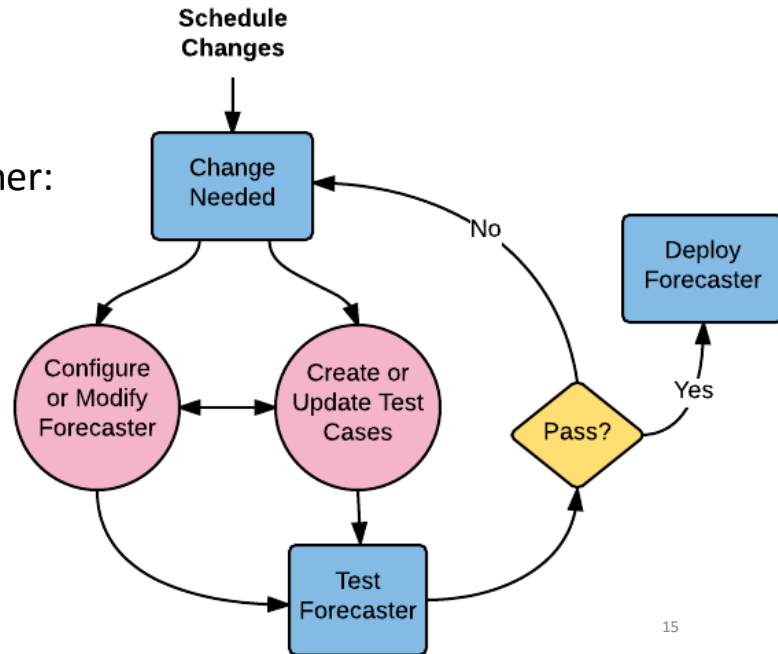 Schedule
Changes
ner:
Change
Needed
No
Deploy
Forecaster
Configure
or Modify
Forecaster
Create or
Update Test
Cases
Pass?
Yes
Test
Forecaster
15